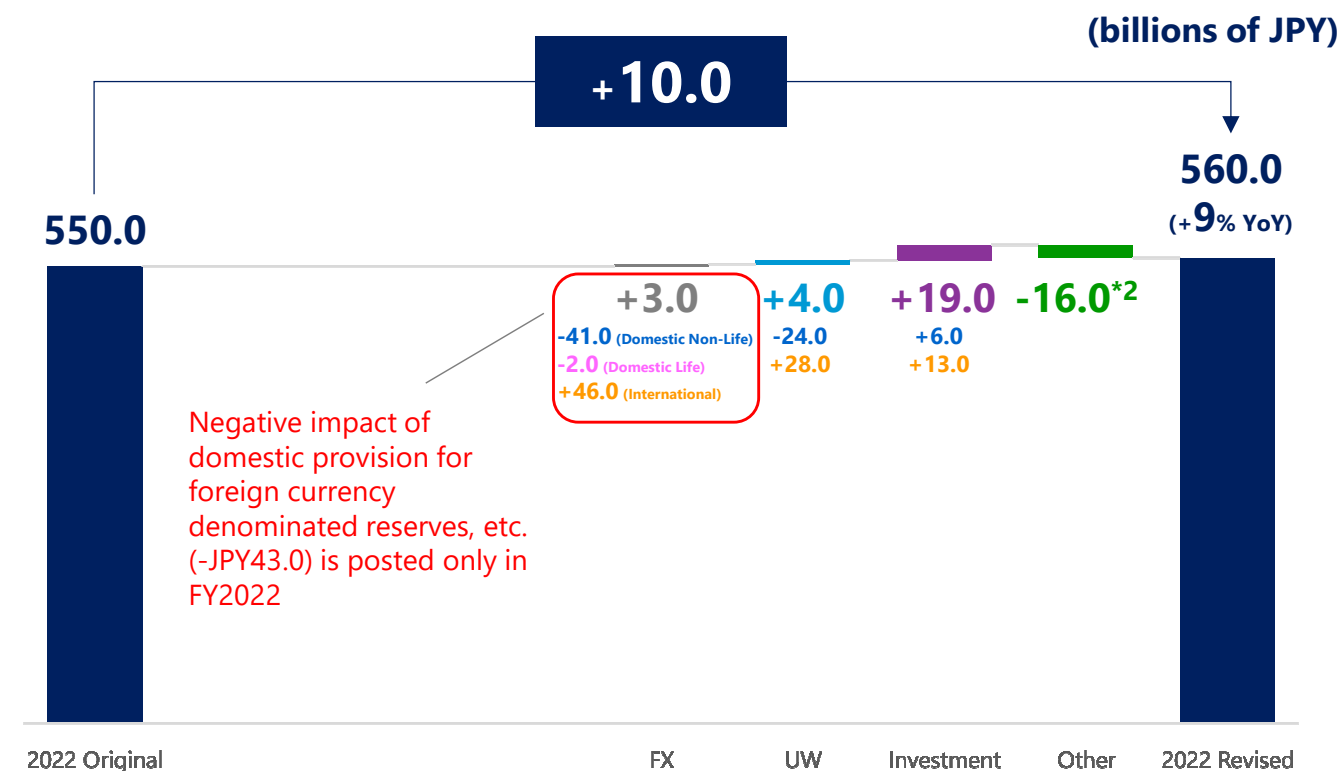 (billions of JPY)
+10.0
560.0
(+9% YoY)
550.0
+3.0
-41.0 (Domestic Non-Life)
-2.0 (Domestic Life)
+46.0 (International)
+4.0
-24.0
+28.0
+19.0
+6.0
+13.0
-16.0*2
Negative impact of
domestic provision for
foreign currency
denominated reserves, etc.
(-JPY43.0) is posted only in
FY2022
2022 Original
FX
UW
Investment
Other
2022 Revised